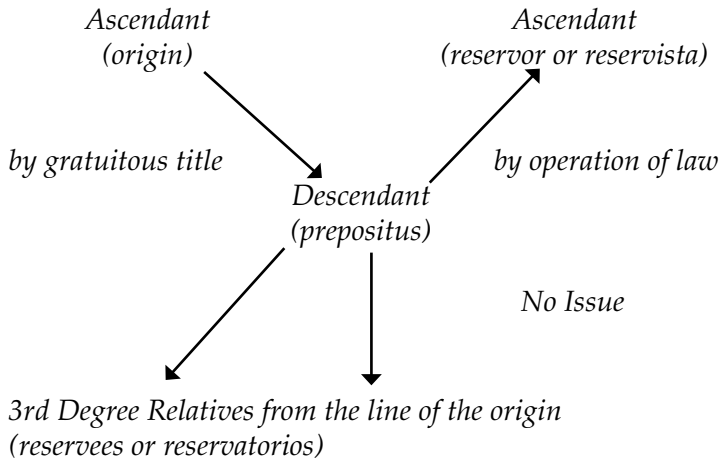 Ascendant
(origin)
Ascendant
(reservor or reservista)
by gratuitous title
by operation of law
Descendant
(prepositus)
No Issue
3rd Degree Relatives from the line of the origin
(reservees or reservatorios)